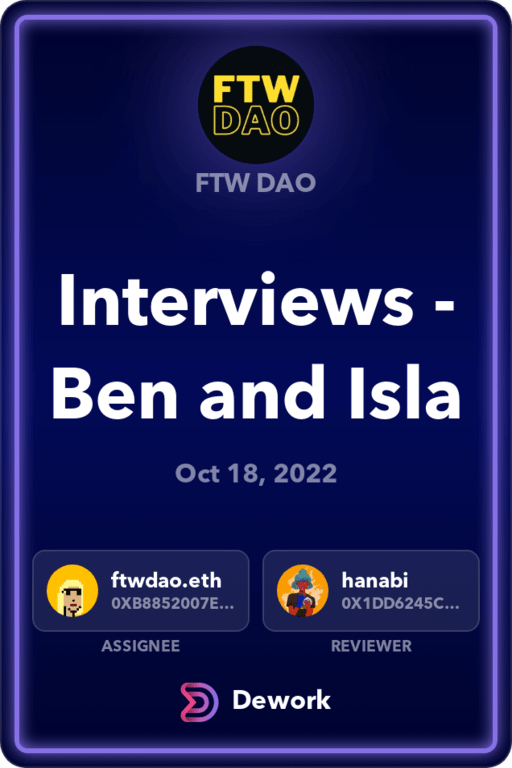 FTW
DAO
FTW DAO
Interviews -
Ben and Isla
Oct 18, 2022
ftwdao.eth
0XB8852007E...
ASSIGNEE
hanabi
0X1DD6245C...
REVIEWER
Dework